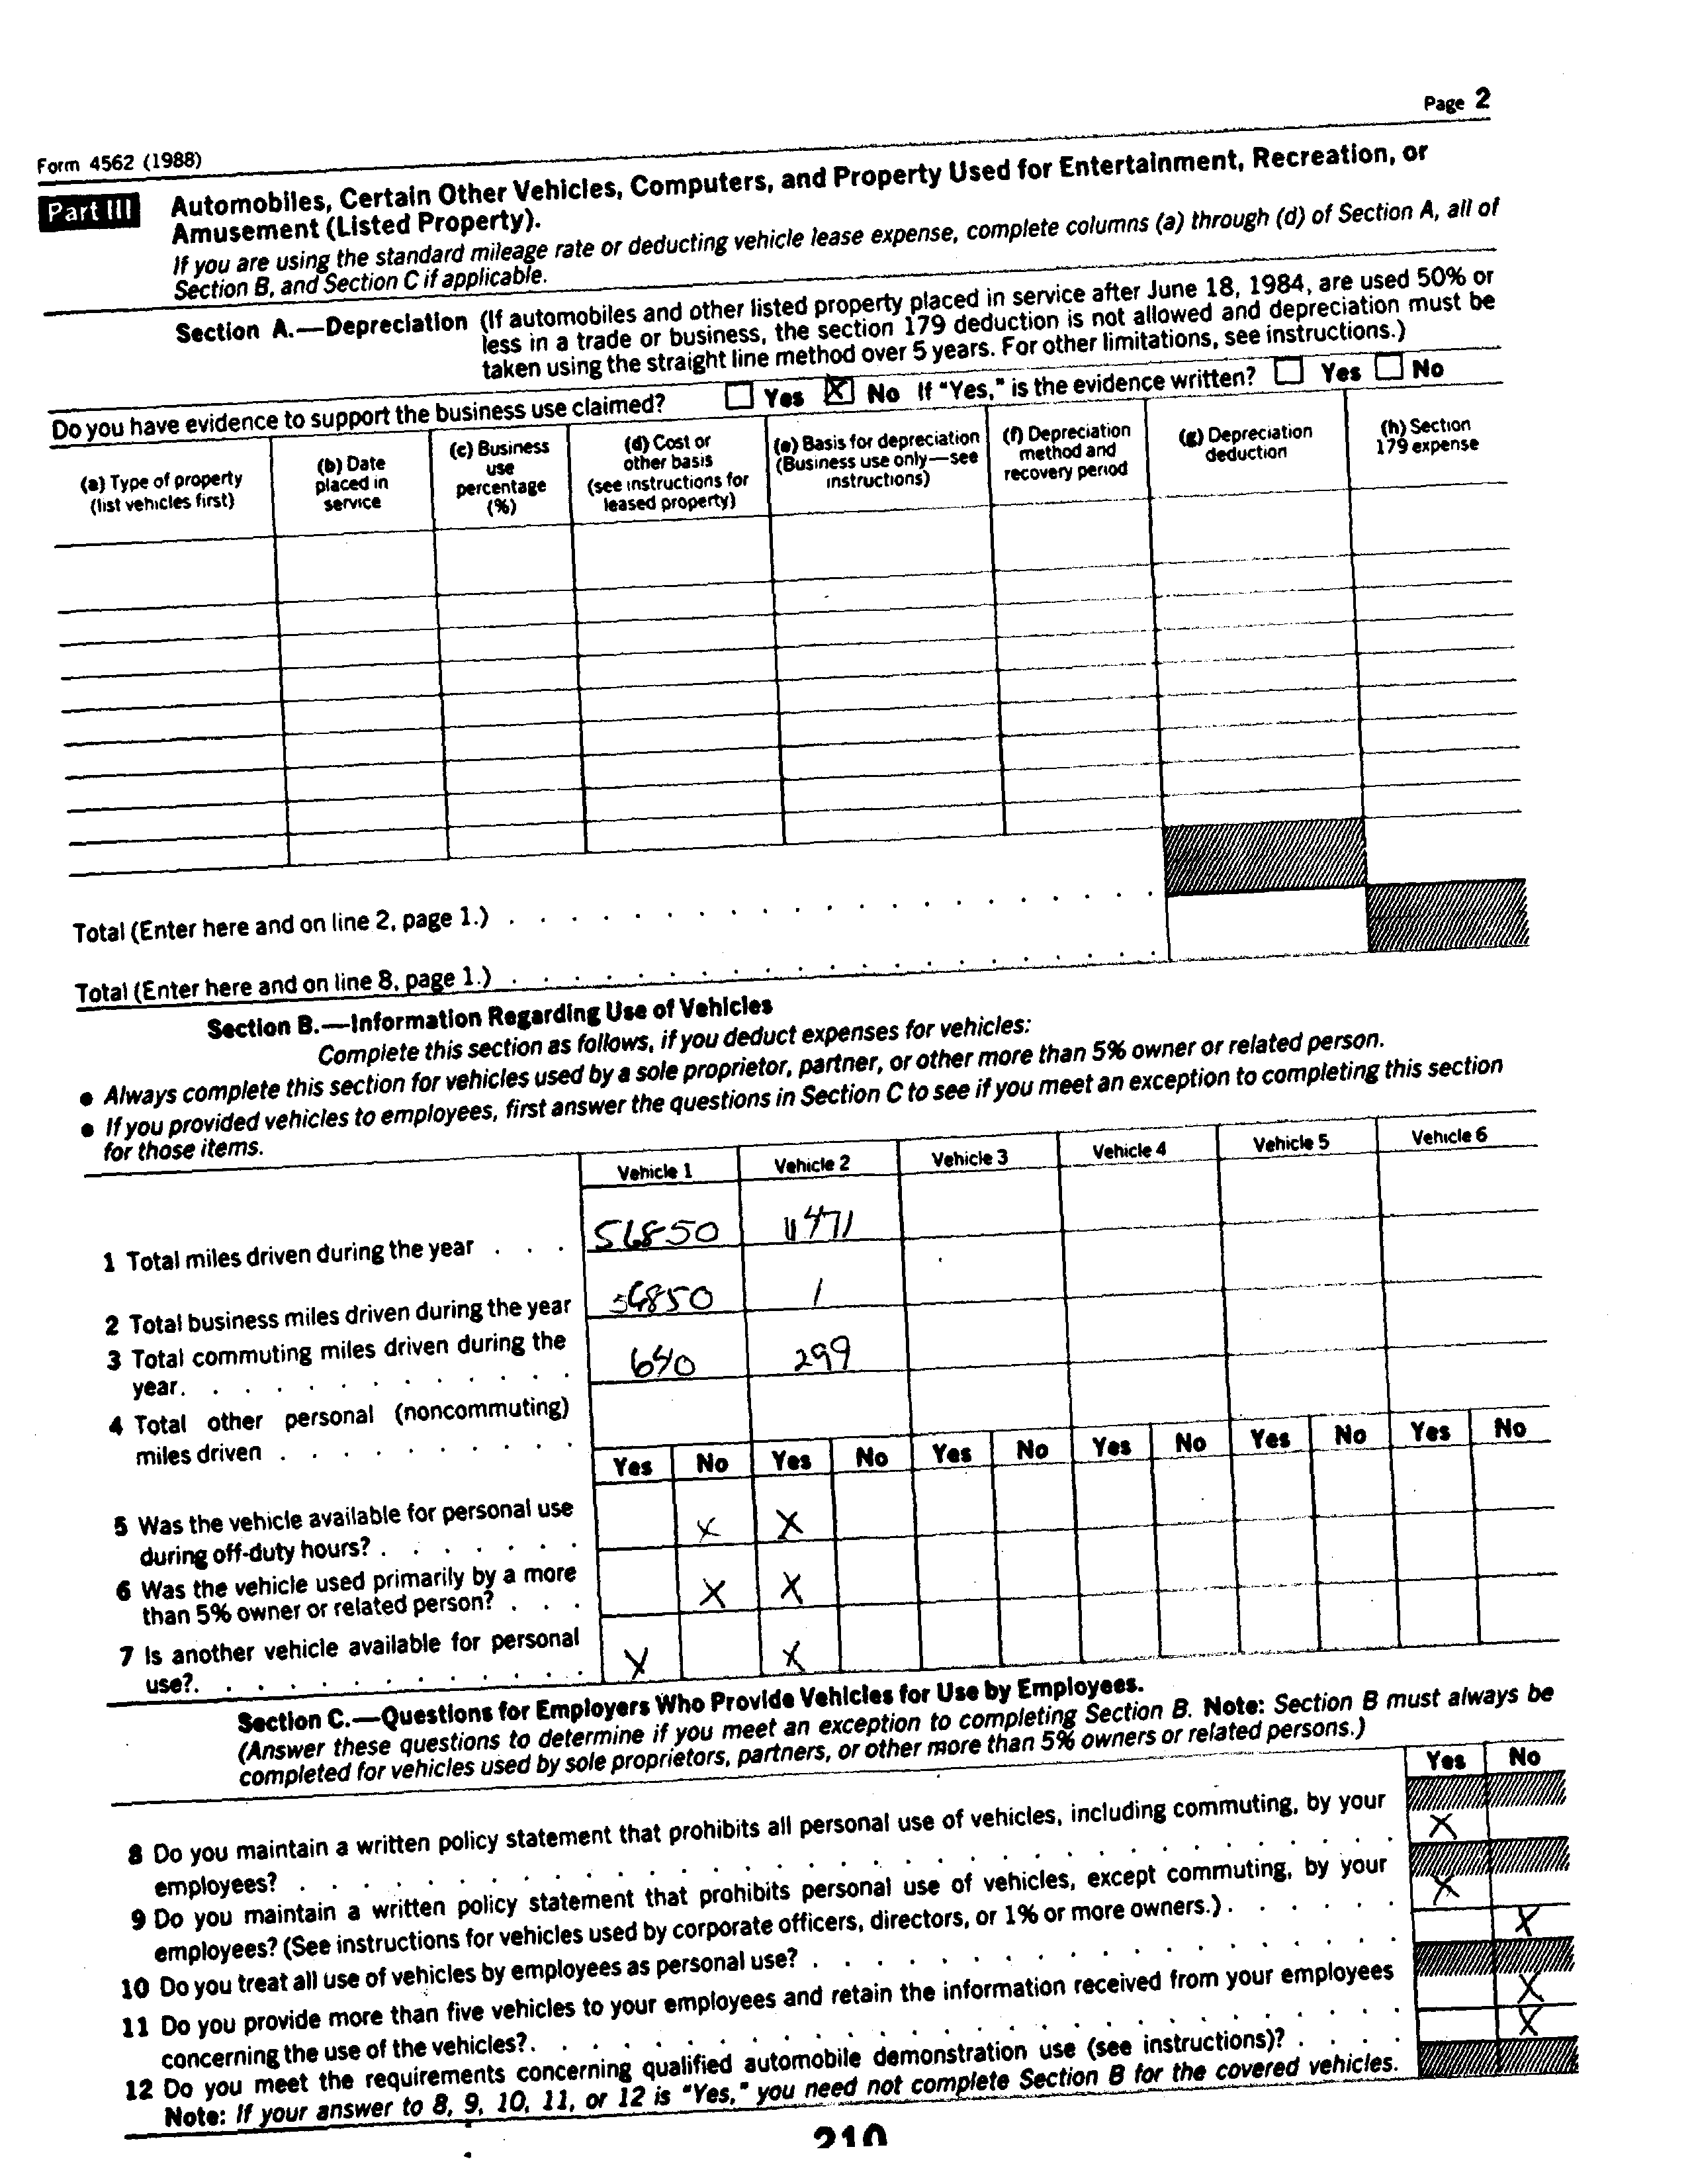 Page 2
Form 4562 (1988)
Part III Automobiles, Certain Other Vehicles, Computers, and Property Used for Entertainment, Recreation, or
Amusement (Listed Property).
If you are using the standard mileage rate or deducting vehicle lease expense, complete columns (a) through (d) of Section A, all of
Section B, and Section C if applicable.
Section A.—Depreciation (If automobiles and other listed property placed in service after June 18, 1984, are used 50% or
less in a trade or business, the section 179 deduction is not allowed and depreciation must be
taken using the straight line method over 5 years. For other limitations, see instructions.)
Do you have evidence to support the business use claimed? Yes X No If "Yes," is the evidence written? Yes No
(a) Type of property
(list vehicles first)
(b) Date
placed in
service
(c) Business
use
percentage
(%)
(d) Cost or
other basis
(see instructions for
leased property)
(e) Basis for depreciation
(Business use only—see
instructions)
(f) Depreciation
method and
recovery period
(g) Depreciation
deduction
(h) Section
179 expense
Total (Enter here and on line 2, page 1.)
Total (Enter here and on line 8, page 1.)
Section B.—Information Regarding Use of Vehicles
Complete this section as follows, if you deduct expenses for vehicles:
● Always complete this section for vehicles used by a sole proprietor, partner, or other more than 5% owner or related person.
● If you provided vehicles to employees, first answer the questions in Section C to see if you meet an exception to completing this section
for those items.
Vehicle 1 Vehicle 2 Vehicle 3 Vehicle 4 Vehicle 5 Vehicle 6
1 Total miles driven during the year . . . 56850 11471
2 Total business miles driven during the year 56850 1
3 Total commuting miles driven during the
year. 640 299
4 Total other personal (noncommuting)
miles driven
Yes No Yes No Yes No Yes No Yes No Yes No
5 Was the vehicle available for personal use
during off-duty hours? X X
6 Was the vehicle used primarily by a more
than 5% owner or related person? . . . X X
7 Is another vehicle available for personal
use?. X X
Section C.—Questions for Employers Who Provide Vehicles for Use by Employees.
(Answer these questions to determine if you meet an exception to completing Section B. Note: Section B must always be
completed for vehicles used by sole proprietors, partners, or other more than 5% owners or related persons.)
Yes No
8 Do you maintain a written policy statement that prohibits all personal use of vehicles, including commuting, by your
employees? X
9 Do you maintain a written policy statement that prohibits personal use of vehicles, except commuting, by your
employees? (See instructions for vehicles used by corporate officers, directors, or 1% or more owners.) X
10 Do you treat all use of vehicles by employees as personal use? X
11 Do you provide more than five vehicles to your employees and retain the information received from your employees
concerning the use of the vehicles?. X
12 Do you meet the requirements concerning qualified automobile demonstration use (see instructions)? X
Note: If your answer to 8, 9, 10, 11, or 12 is "Yes," you need not complete Section B for the covered vehicles.
210